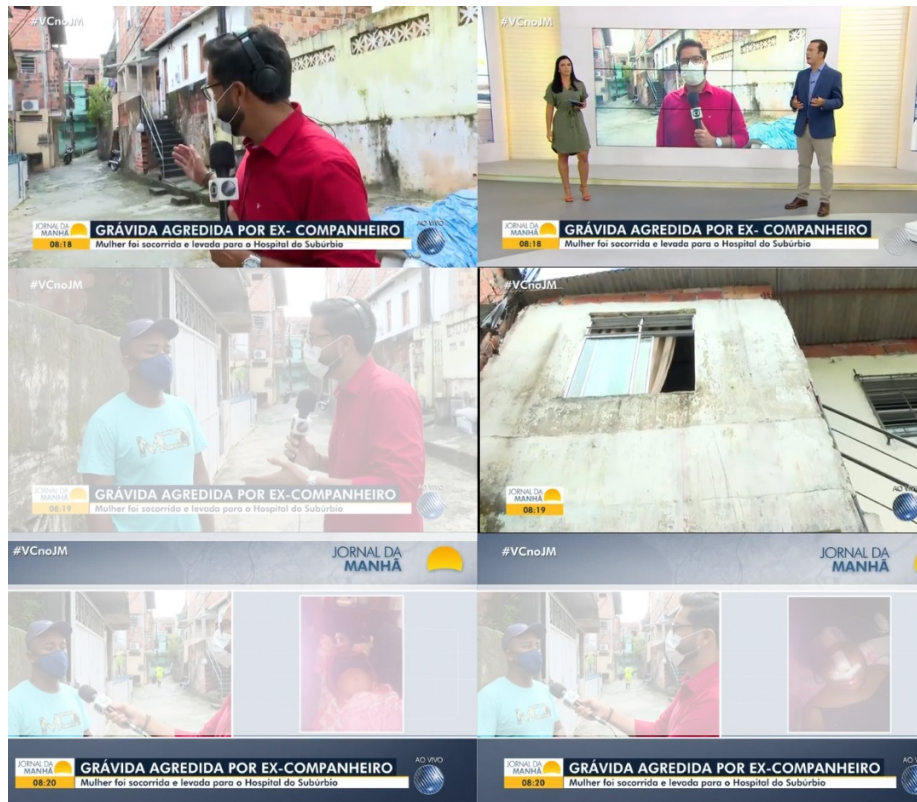 #VCnoJM
JORNAL DA
MANHÃ
08:18
GRÁVIDA AGREDIDA POR EX- COMPANHEIRO
Mulher foi socorrida e levada para o Hospital do Subúrbio
AO VIVO
#VCnoJM
JORNAL DA
MANHÃ
08:18
GRÁVIDA AGREDIDA POR EX- COMPANHEIRO
Mulher foi socorrida e levada para o Hospital do Subúrbio
#VCnoJM
JORNAL DA
MANHÃ
08:19
GRÁVIDA AGREDIDA POR EX-COMPANHEIRO
Mulher foi socorrida e levada para o Hospital do Subúrbio
#VCnoJM
JORNAL DA
MANHÃ
08:19
AO VIVO
#VCnoJM
JORNAL DA
MANHÃ
JORNAL DA
MANHÃ
08:20
GRÁVIDA AGREDIDA POR EX-COMPANHEIRO
Mulher foi socorrida e levada para o Hospital do Subúrbio
AO VIVO
#VCnoJM
JORNAL DA
MANHÃ
JORNAL DA
MANHÃ
08:20
GRÁVIDA AGREDIDA POR EX-COMPANHEIRO
Mulher foi socorrida e levada para o Hospital do Subúrbio